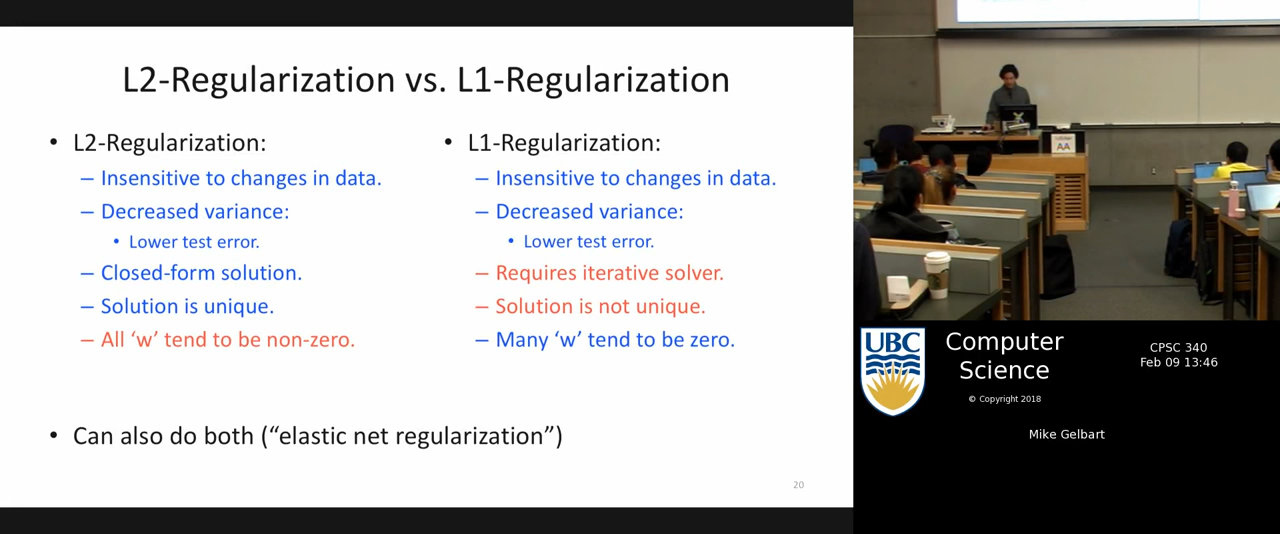 L2-Regularization vs. L1-Regularization
• L2-Regularization:
– Insensitive to changes in data.
– Decreased variance:
• Lower test error.
– Closed-form solution.
– Solution is unique.
– All ‘w’ tend to be non-zero.
• L1-Regularization:
– Insensitive to changes in data.
– Decreased variance:
• Lower test error.
– Requires iterative solver.
– Solution is not unique.
– Many ‘w’ tend to be zero.
• Can also do both (“elastic net regularization”)
20
AA
UBC
Computer
Science
© Copyright 2018
CPSC 340
Feb 09 13:46
Mike Gelbart